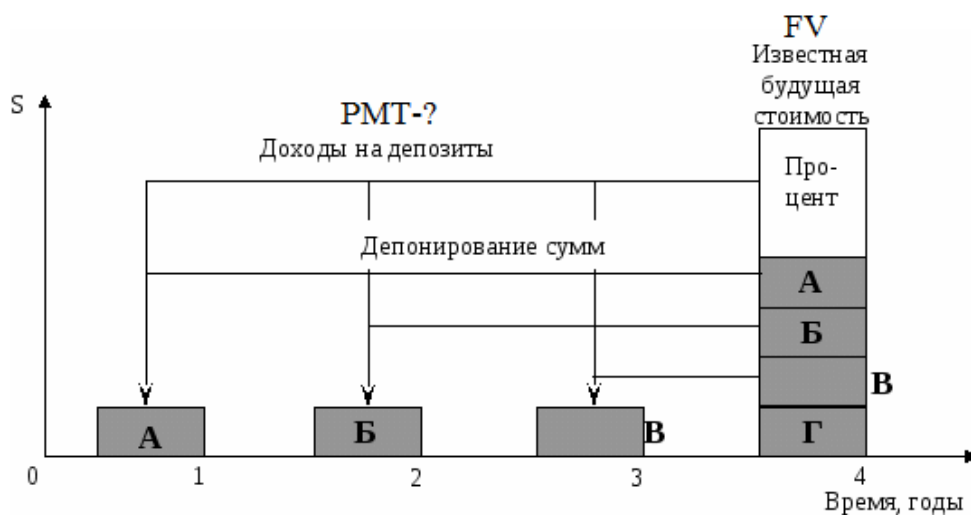 FV
Известная
будущая
стоимость
S
PMT-?
Доходы на депозиты
Про-
цент
Депонирование сумм
А
Б
В
Г
А
Б
В
0
1
2
3
4
Время, годы